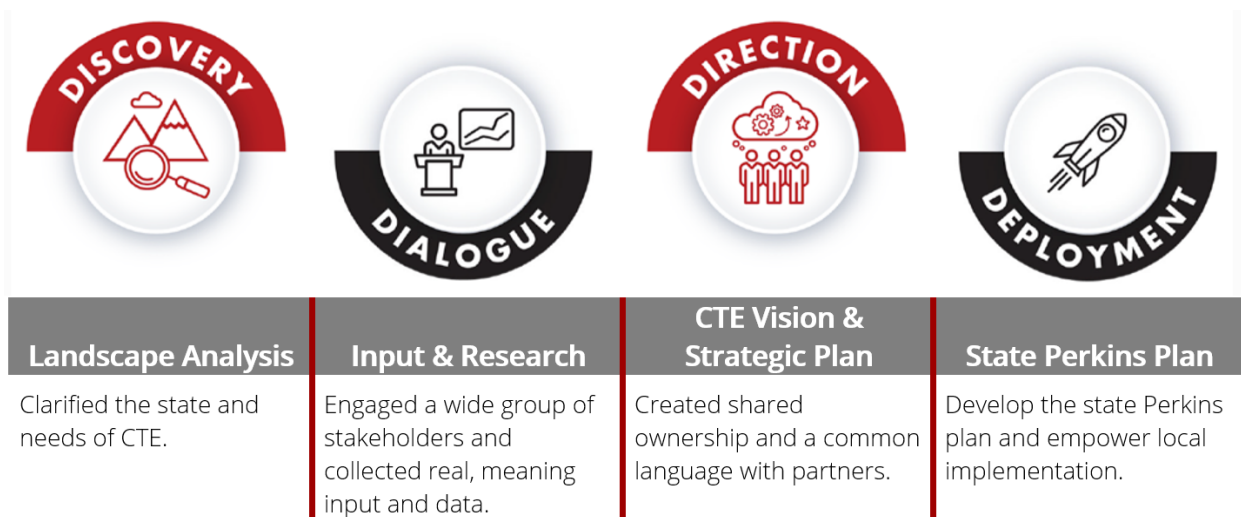 DISCOVERY
DIALOGUE
DIRECTION
DEPLOYMENT
Landscape Analysis
Input & Research
CTE Vision &
Strategic Plan
State Perkins Plan
Clarified the state and
needs of CTE.
Engaged a wide group of
stakeholders and
collected real, meaning
input and data.
Created shared
ownership and a common
language with partners.
Develop the state Perkins
plan and empower local
implementation.